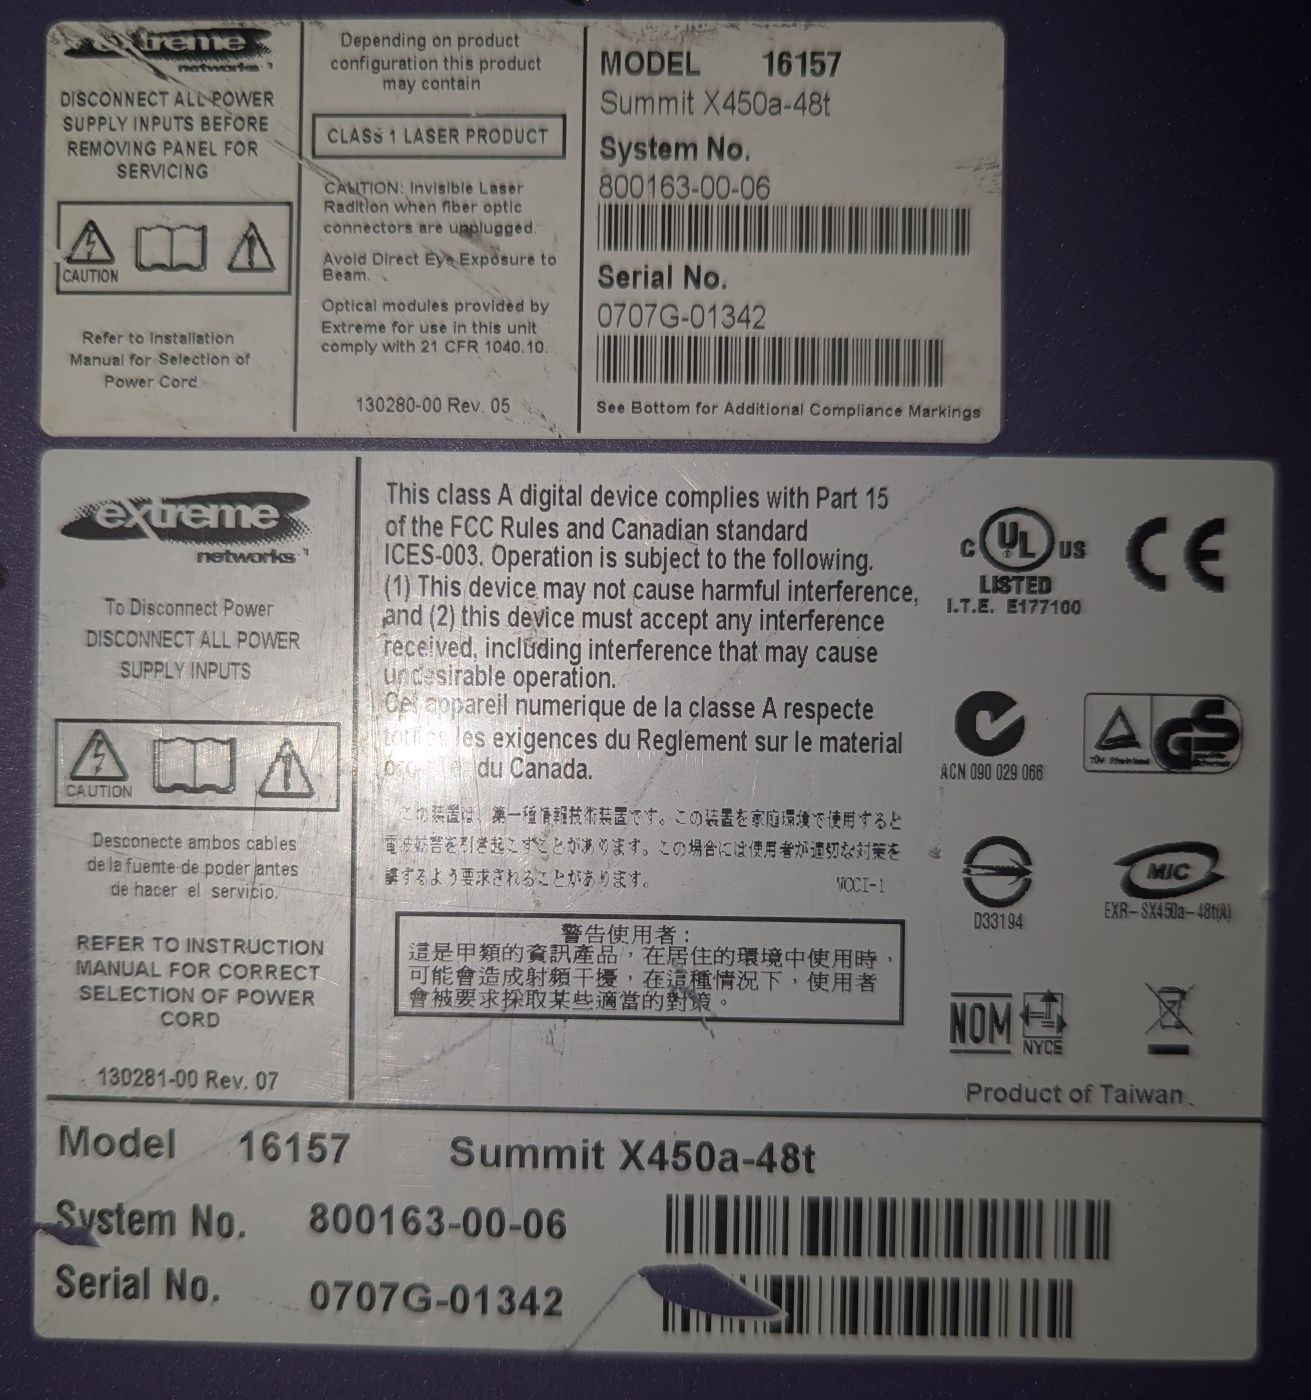 extreme
networks
DISCONNECT ALL POWER
SUPPLY INPUTS BEFORE
REMOVING PANEL FOR
SERVICING
CAUTION
Refer to Installation
Manual for Selection of
Power Cord
Depending on product
configuration this product
may contain
CLASS 1 LASER PRODUCT
CAUTION: Invisible Laser
Radition when fiber optic
connectors are unplugged.
Avoid Direct Eye Exposure to
Beam.
Optical modules provided by
Extreme for use in this unit
comply with 21 CFR 1040.10.
130280-00 Rev. 05
MODEL 16157
Summit X450a-48t
System No.
800163-00-06
Serial No.
0707G-01342
See Bottom for Additional Compliance Markings
extreme
networks
To Disconnect Power
DISCONNECT ALL POWER
SUPPLY INPUTS
CAUTION
Desconecte ambos cables
de la fuente de poder antes
de hacer el servicio.
REFER TO INSTRUCTION
MANUAL FOR CORRECT
SELECTION OF POWER
CORD
130281-00 Rev. 07
This class A digital device complies with Part 15
of the FCC Rules and Canadian standard
ICES-003. Operation is subject to the following.
(1) This device may not cause harmful interference,
and (2) this device must accept any interference
received, including interference that may cause
undesirable operation.
Cet appareil numerique de la classe A respecte
toutes les exigences du Reglement sur le material
du Canada.
この装置は、第一種情報技術装置です。この装置を家庭環境で使用すると
電波妨害を引き起こすことがあります。この場合には使用者が適切な対策を
講ずるよう要求されることがあります。 VCCI-1
警告使用者:
這是甲類的資訊產品，在居住的環境中使用時，
可能會造成射頻干擾，在這種情況下，使用者
會被要求採取某些適當的對策。
C UL US
LISTED
I.T.E. E177100
CE
ACN 090 029 066
TÜV Rheinland
GS
D33194
MIC
EXR-SX450a-48t(A)
NOM
NYCE
Product of Taiwan
Model 16157 Summit X450a-48t
System No. 800163-00-06
Serial No. 0707G-01342